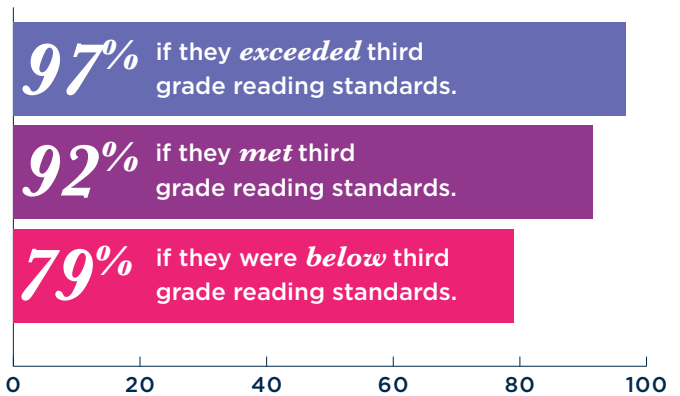 97% if they exceeded third
grade reading standards.
92% if they met third
grade reading standards.
79% if they were below third
grade reading standards.
0 20 40 60 80 100